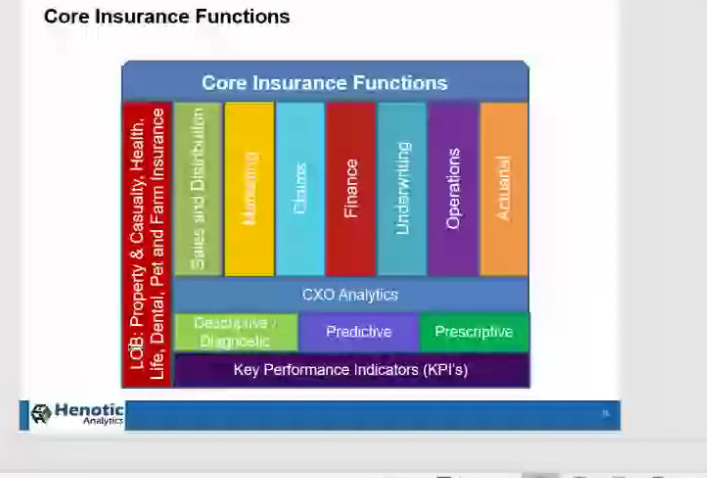 Core Insurance Functions
Core Insurance Functions
LOB: Property & Casualty, Health,
Life, Dental, Pet and Farm Insurance
Sales and Distribution
Marketing
Claims
Finance
Underwriting
Operations
Actuarial
CXO Analytics
Descriptive /
Diagnostic
Predictive
Prescriptive
Key Performance Indicators (KPI's)
Henotic
Analytics